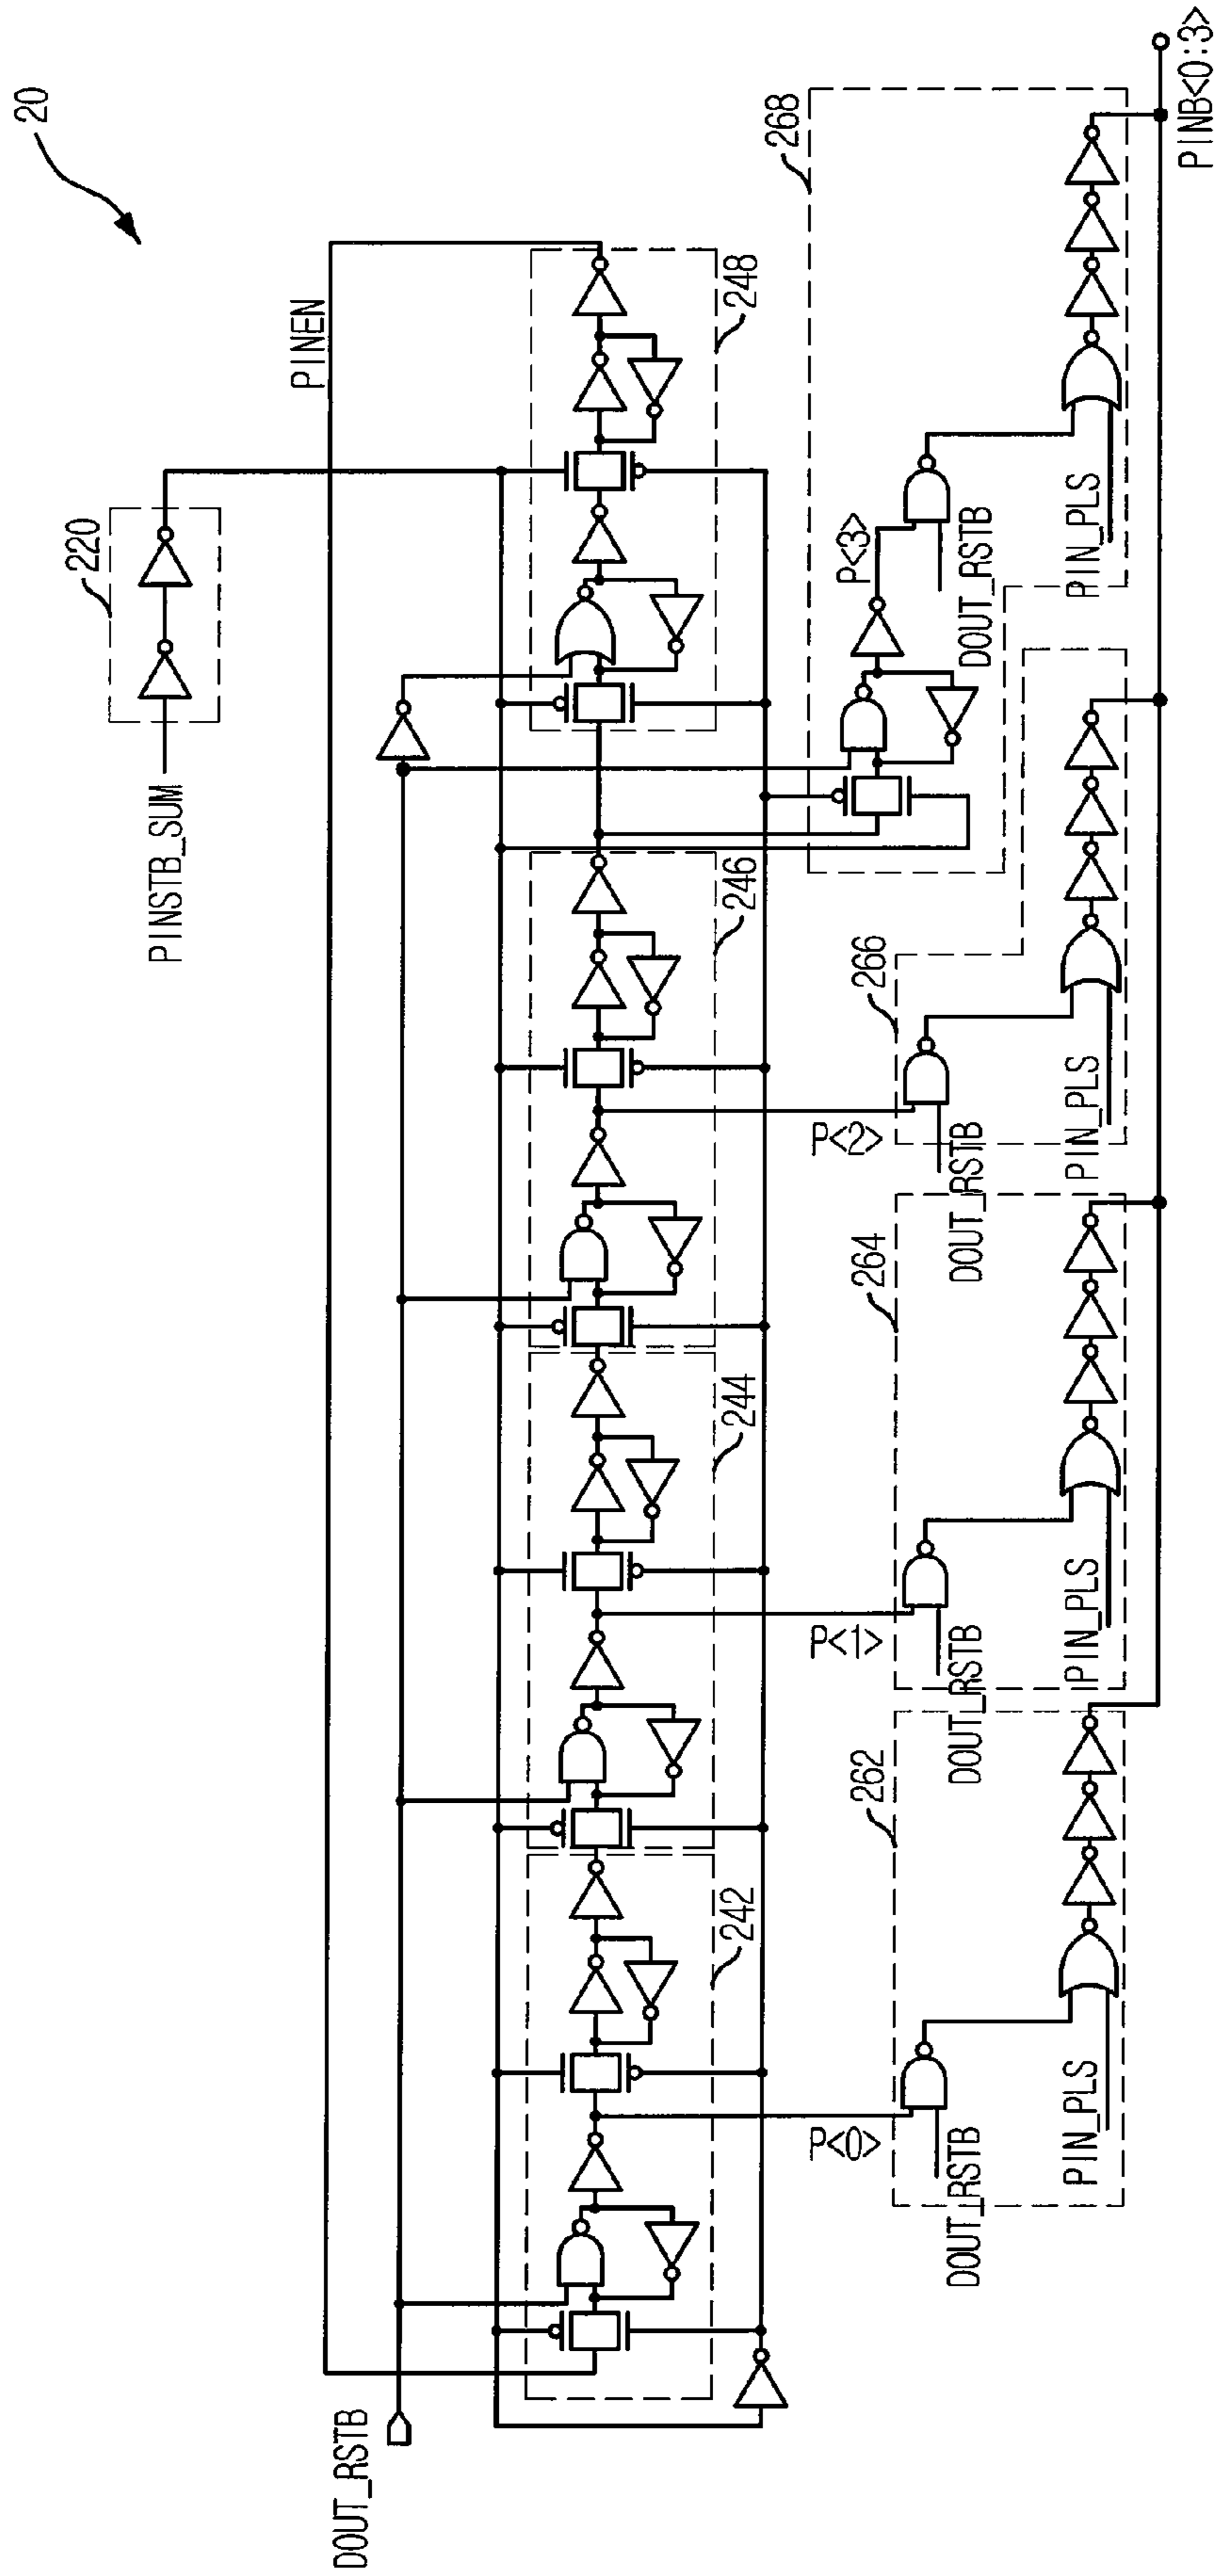 20
PINSTB_SUM
220
PINEN
DOUT_RSTB
242
244
246
248
P<0>
P<1>
P<2>
P<3>
262
264
266
268
DOUT_RSTB
PIN_PLS
DOUT_RSTB
PIN_PLS
DOUT_RSTB
PIN_PLS
DOUT_RSTB
PIN_PLS
PINB<0:3>